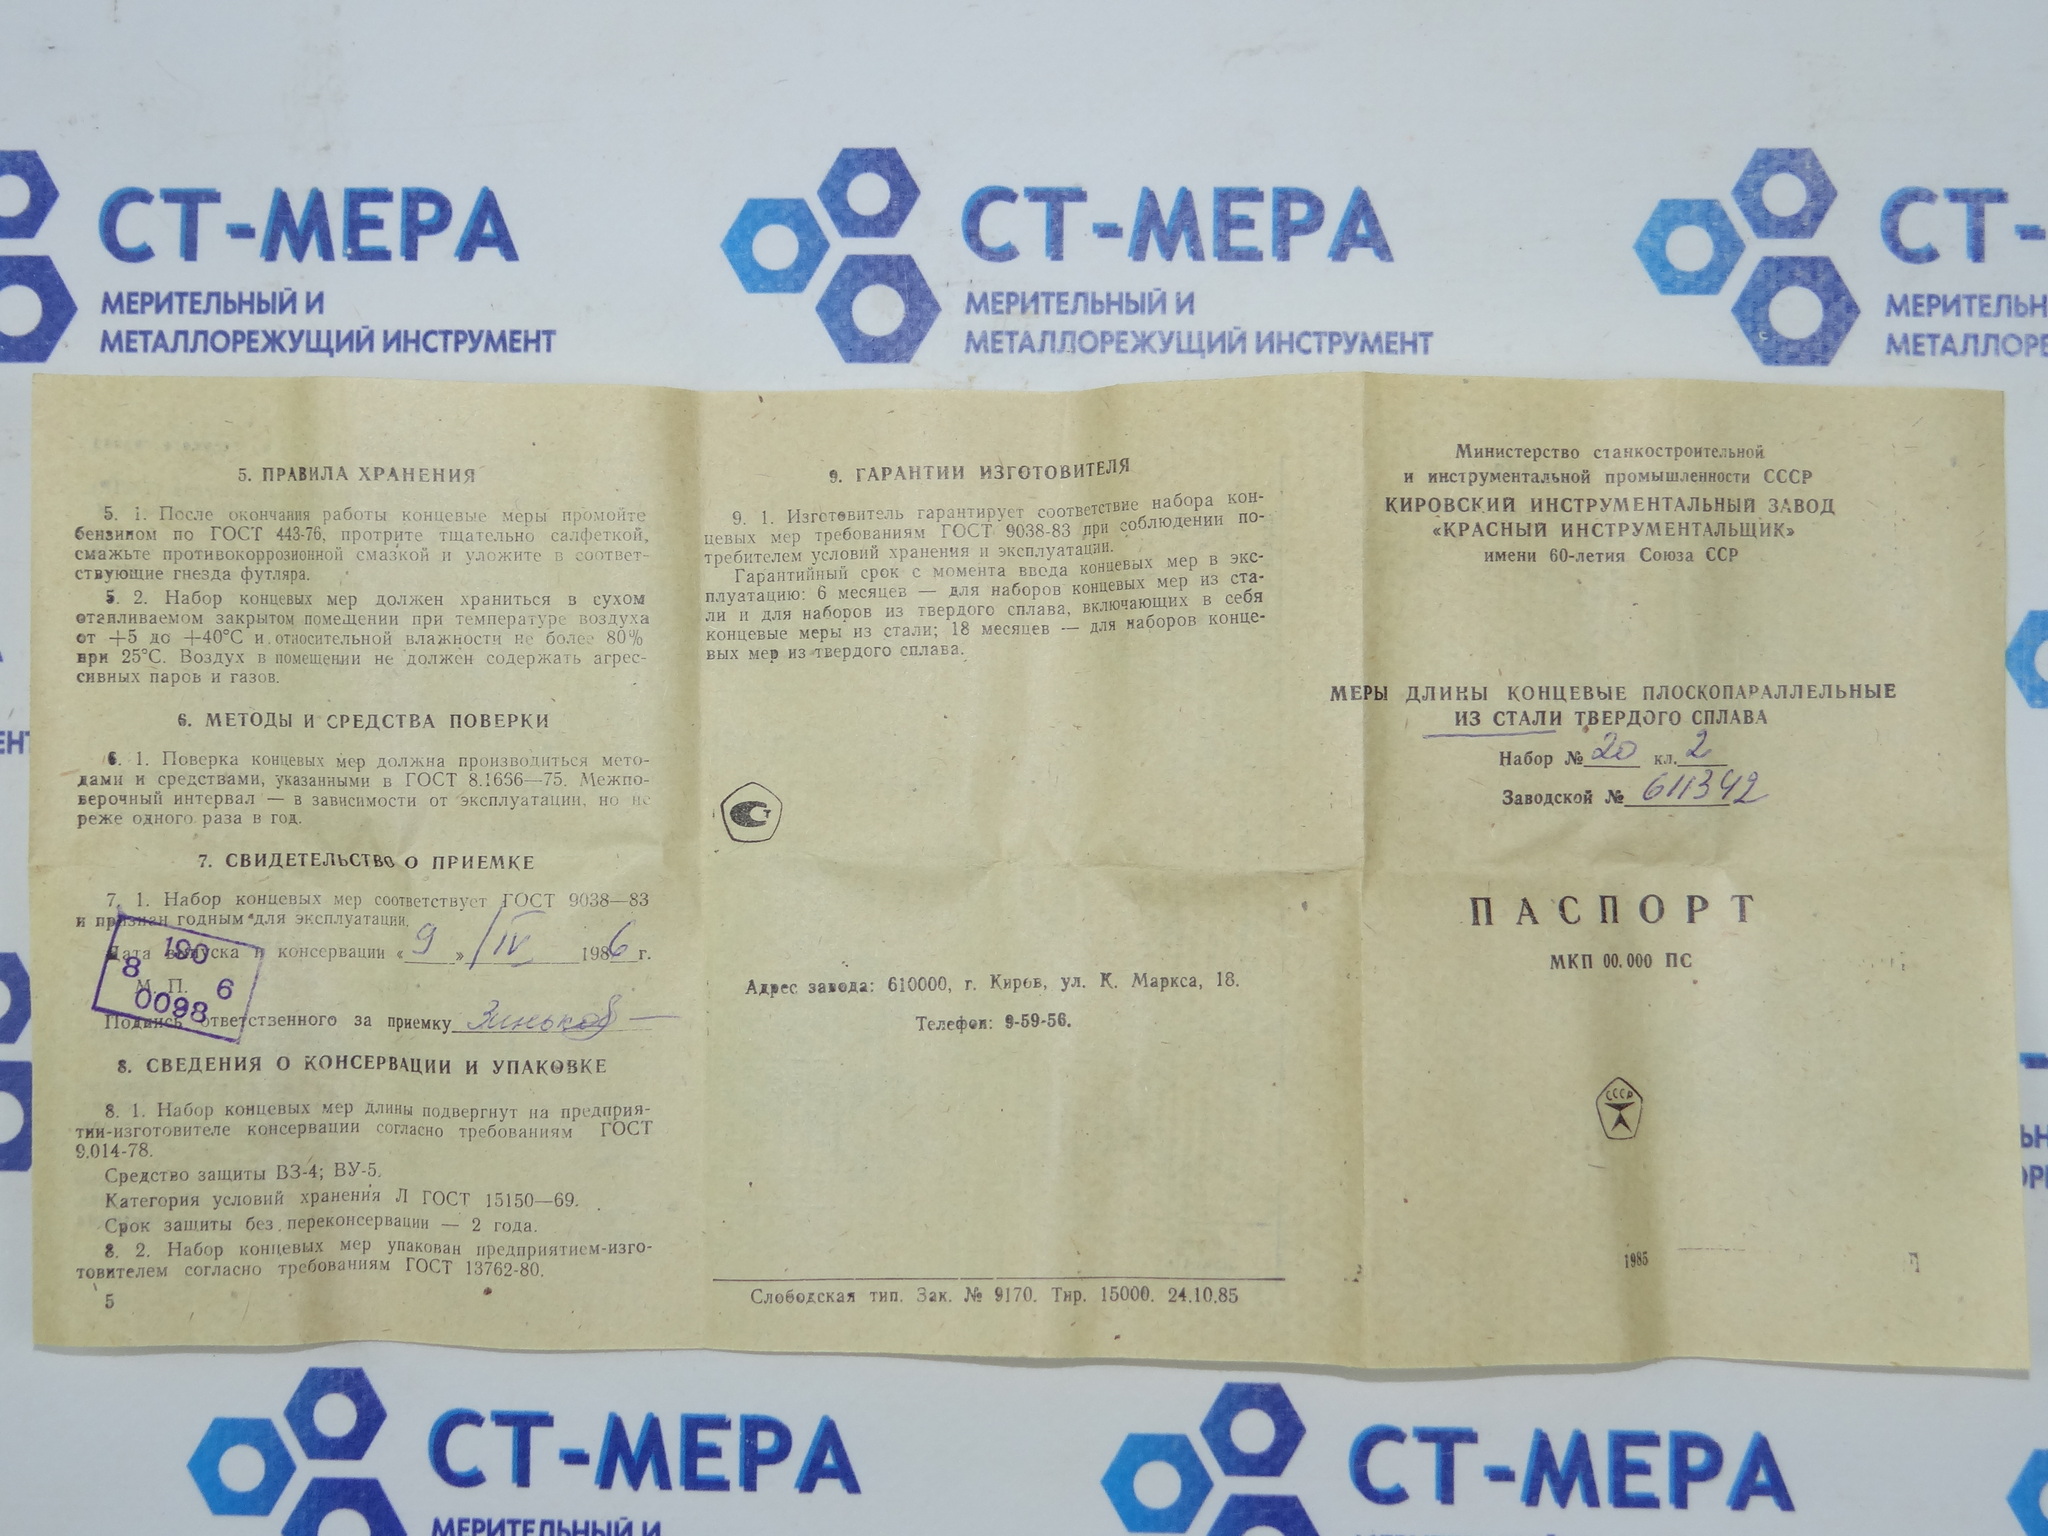 СТ-МЕРА
МЕРИТЕЛЬНЫЙ И
МЕТАЛЛОРЕЖУЩИЙ ИНСТРУМЕНТ
СТ-МЕРА
МЕРИТЕЛЬНЫЙ И
МЕТАЛЛОРЕЖУЩИЙ ИНСТРУМЕНТ
СТ-
МЕРИТЕЛЬН
МЕТАЛЛОРЕ
5. ПРАВИЛА ХРАНЕНИЯ
5. 1. После окончания работы концевые меры промойте
бензином по ГОСТ 443-76, протрите тщательно салфеткой,
смажьте противокоррозионной смазкой и уложите в соответ-
ствующие гнезда футляра.
5. 2. Набор концевых мер должен храниться в сухом
отапливаемом закрытом помещении при температуре воздуха
от +5 до +40°С и относительной влажности не более 80%
при 25°С. Воздух в помещении не должен содержать агрес-
сивных паров и газов.
6. МЕТОДЫ И СРЕДСТВА ПОВЕРКИ
6. 1. Поверка концевых мер должна производиться мето-
дами и средствами, указанными в ГОСТ 8.1656—75. Межпо-
верочный интервал — в зависимости от эксплуатации, но не
реже одного раза в год.
7. СВИДЕТЕЛЬСТВО О ПРИЕМКЕ
7. 1. Набор концевых мер соответствует ГОСТ 9038—83
и признан годным для эксплуатации.
Дата выпуска и консервации «9» IV 1986 г.
190
8 6
0098
М. П.
Подпись ответственного за приемку Зиньков
8. СВЕДЕНИЯ О КОНСЕРВАЦИИ И УПАКОВКЕ
8. 1. Набор концевых мер длины подвергнут на предприя-
тии-изготовителе консервации согласно требованиям ГОСТ
9.014-78.
Средство защиты ВЗ-4; ВУ-5.
Категория условий хранения Л ГОСТ 15150—69.
Срок защиты без переконсервации — 2 года.
8. 2. Набор концевых мер упакован предприятием-изго-
товителем согласно требованиям ГОСТ 13762-80.
5
9. ГАРАНТИИ ИЗГОТОВИТЕЛЯ
9. 1. Изготовитель гарантирует соответствие набора кон-
цевых мер требованиям ГОСТ 9038-83 при соблюдении по-
требителем условий хранения и эксплуатации.
Гарантийный срок с момента ввода концевых мер в экс-
плуатацию: 6 месяцев — для наборов концевых мер из ста-
ли и для наборов из твердого сплава, включающих в себя
концевые меры из стали; 18 месяцев — для наборов конце-
вых мер из твердого сплава.
Адрес завода: 610000, г. Киров, ул. К. Маркса, 18.
Телефон: 9-59-56.
Слободская тип. Зак. № 9170. Тир. 15000. 24.10.85
Министерство станкостроительной
и инструментальной промышленности СССР
КИРОВСКИЙ ИНСТРУМЕНТАЛЬНЫЙ ЗАВОД
«КРАСНЫЙ ИНСТРУМЕНТАЛЬЩИК»
имени 60-летия Союза ССР
МЕРЫ ДЛИНЫ КОНЦЕВЫЕ ПЛОСКОПАРАЛЛЕЛЬНЫЕ
ИЗ СТАЛИ ТВЕРДОГО СПЛАВА
Набор № 20 кл. 2
Заводской № 611342
ПАСПОРТ
МКП 00.000 ПС
СССР
1985
СТ-МЕРА
МЕРИТЕЛЬНЫЙ И
СТ-МЕРА